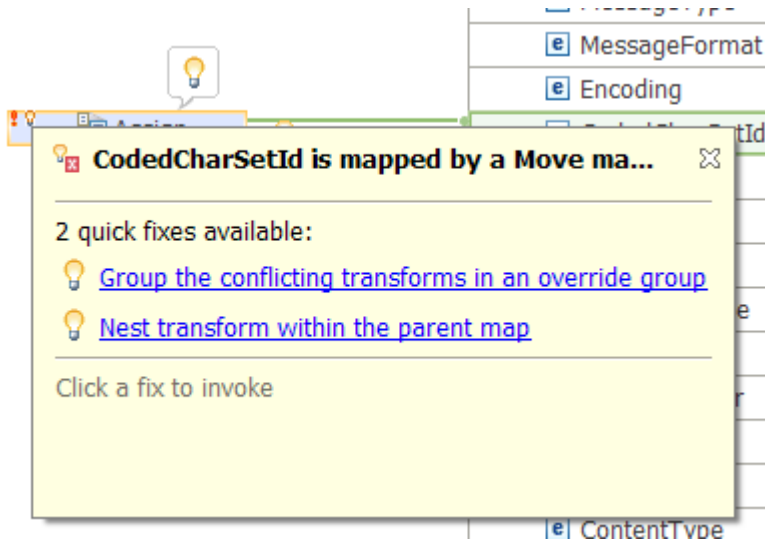 MessageFormat
Encoding
CodedCharSetId is mapped by a Move ma...
2 quick fixes available:
Group the conflicting transforms in an override group
Nest transform within the parent map
Click a fix to invoke
ContentType